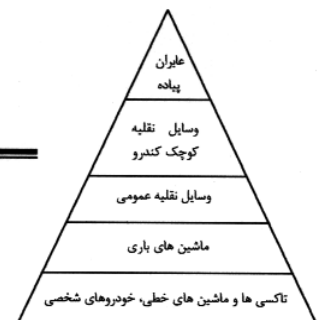 عابران
پیاده
وسایل نقلیه
کوچک کندرو
وسایل نقلیه عمومی
ماشین های باری
تاکسی ها و ماشین های خطی، خودروهای شخصی